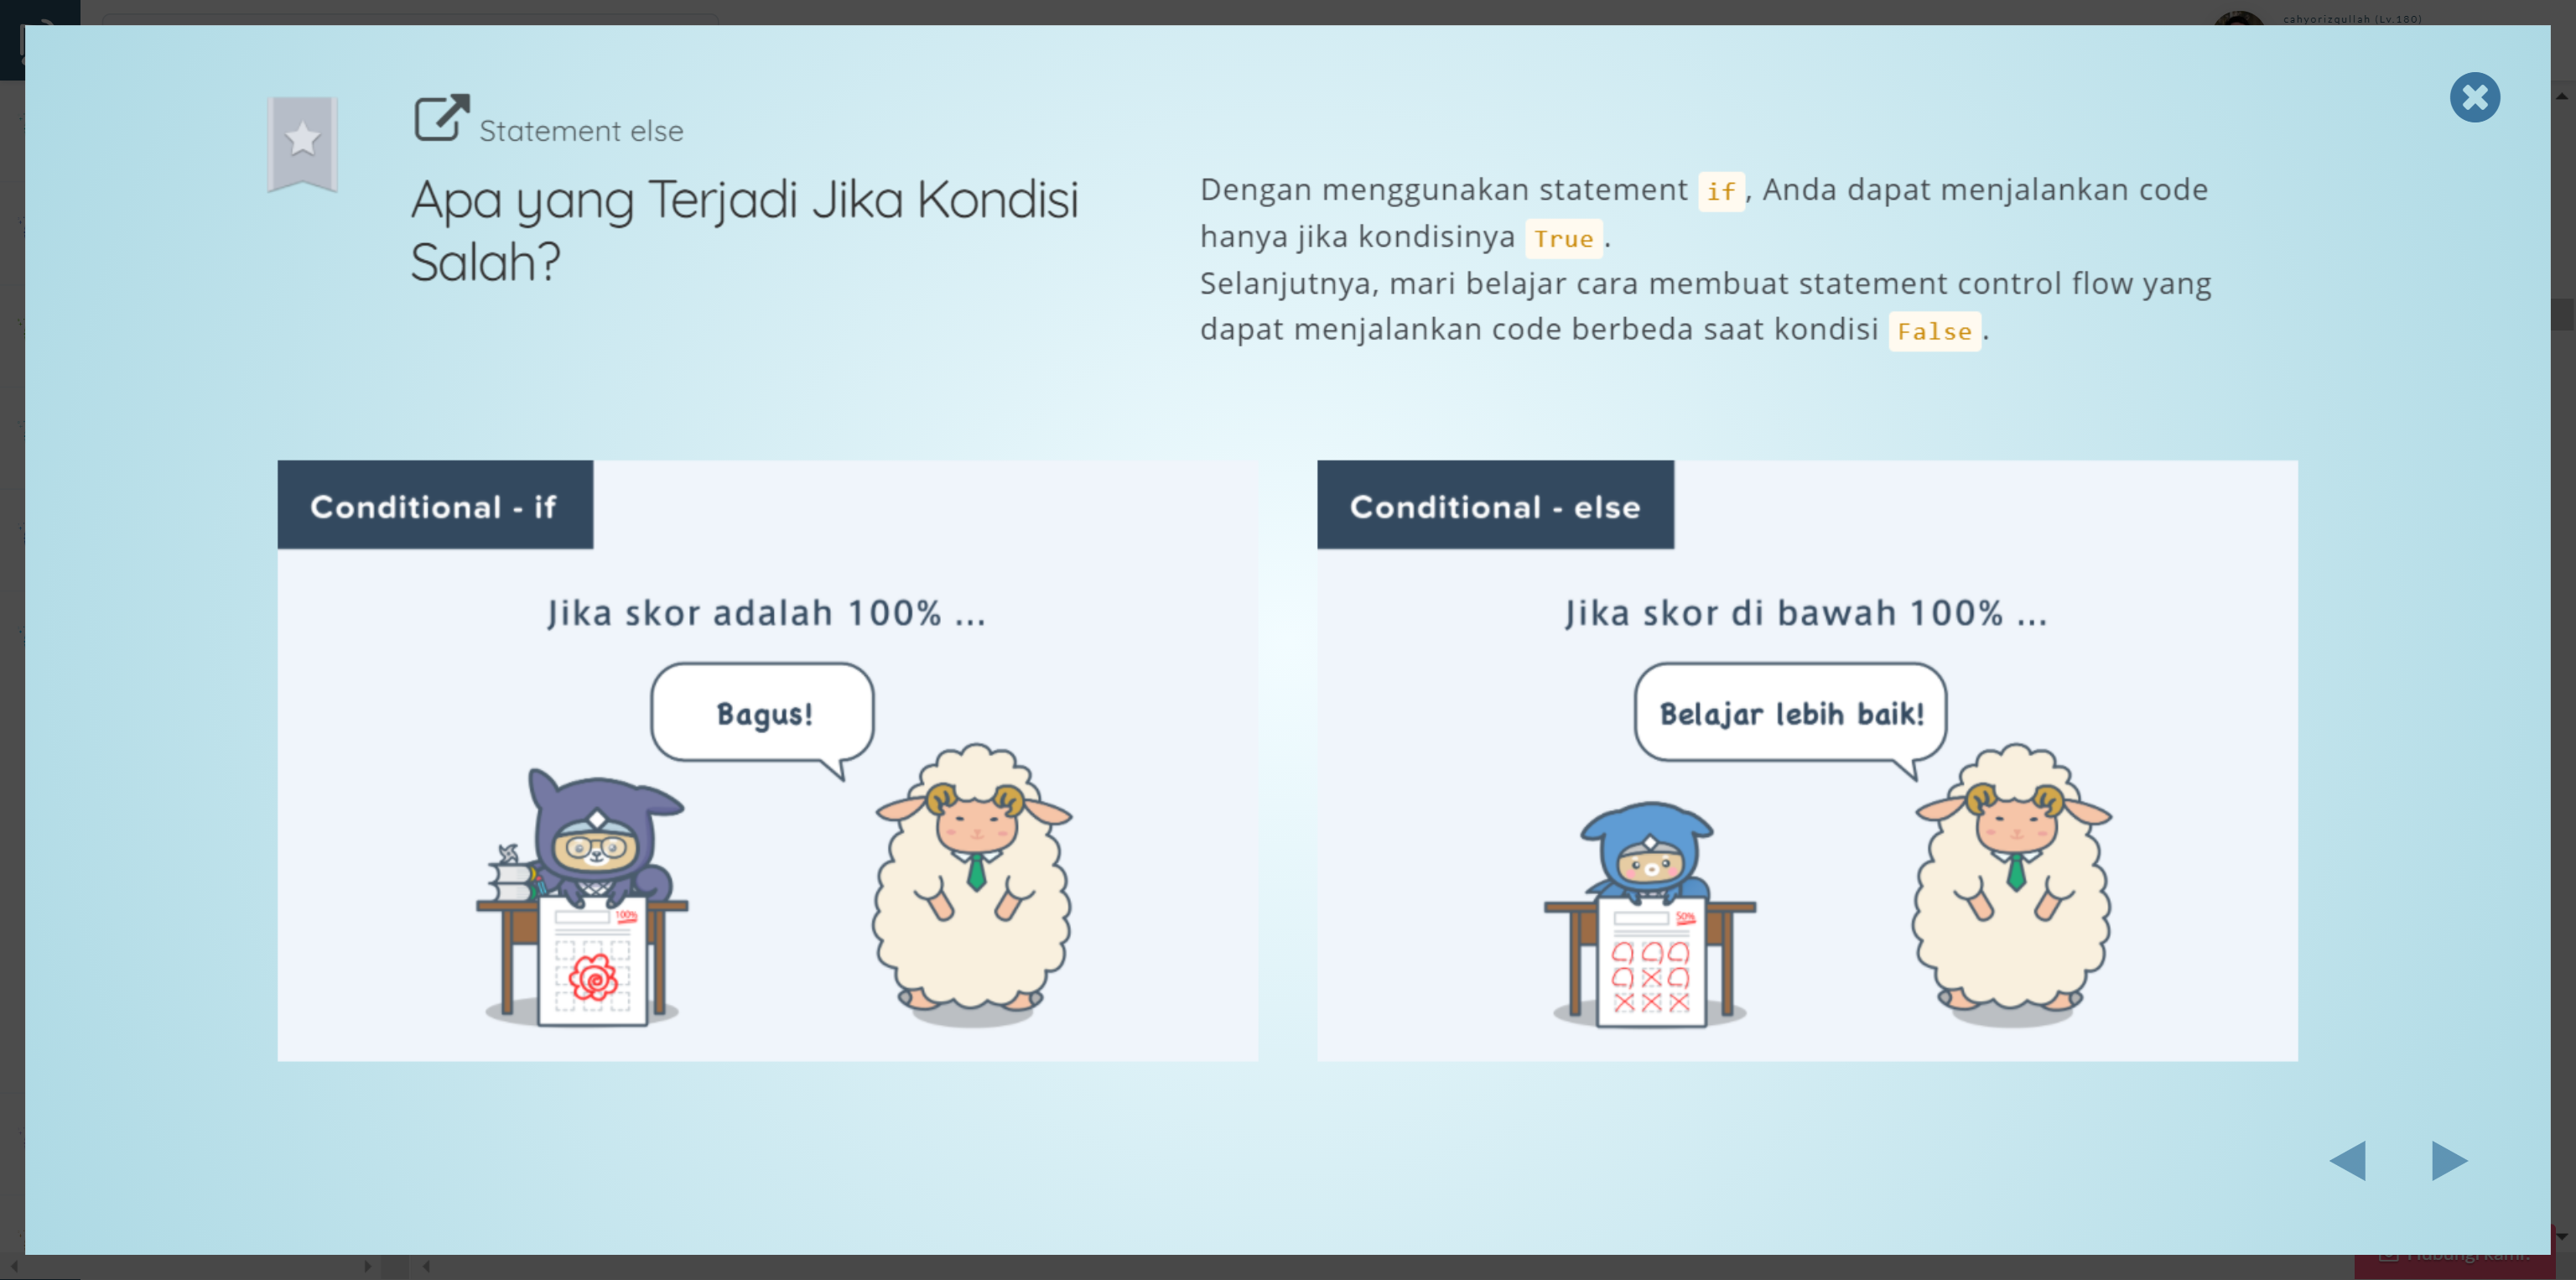 cahyorizqullah (Lv.180)
Statement else
Apa yang Terjadi Jika Kondisi
Salah?
Dengan menggunakan statement if, Anda dapat menjalankan code
hanya jika kondisinya True.
Selanjutnya, mari belajar cara membuat statement control flow yang
dapat menjalankan code berbeda saat kondisi False.
Conditional - if
Jika skor adalah 100% ...
Bagus!
100%
Conditional - else
Jika skor di bawah 100% ...
Belajar lebih baik!
50%
Hubungi kami!